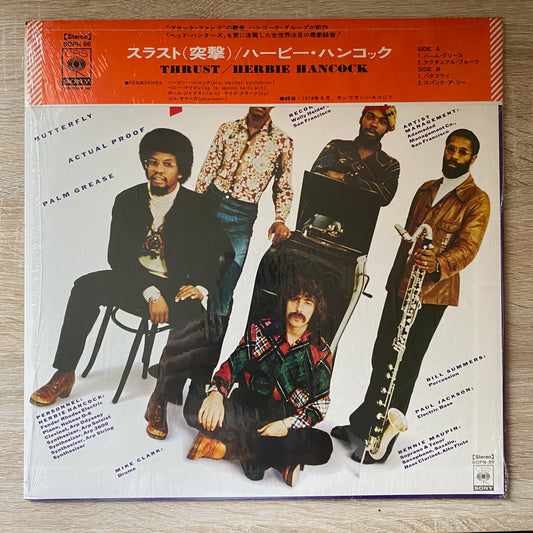 "ブラック・ファンク"の覇者 ハンコック・グループが前作
「ヘッド・ハンターズ」を更に凌駕した全世界注目の最新録音!
[Stereo]
SOPN-96
CBS
SONY
スラスト(突撃)/ハービー・ハンコック
THRUST/HERBIE HANCOCK
●PERSONNEL
ハービー・ハンコック
ベニー・モウピン
ポール・ジャクソン
マイク・クラーク
ビル・サマーズ
●録音:1974年8月、サンフランシスコにて
SIDE A
1.パーム・グリース
2.アクチュアル・プルーフ
SIDE B
1.バタフライ
2.スパンク・ア・リー
BUTTERFLY
ACTUAL PROOF
PALM GREASE
Wally Heider,
San Francisco
ARTIST
MANAGEMENT:
Adamsdad
Management Co.,
San Francisco
PERSONNEL:
HERBIE HANCOCK:
Fender Rhodes Electric
Piano, Hohner D-6
Clavinet, Arp Odyssey
Synthesizer, Arp Soloist
Synthesizer, Arp 2600
Synthesizer, Arp String
Synthesizer
MIKE CLARK:
Drums
BILL SUMMERS:
Percussion
PAUL JACKSON:
Electric Bass
BENNIE MAUPIN:
Soprano & Tenor
Saxophone, Saxello,
Bass Clarinet, Alto Flute
[Stereo]
SOPN-96
CBS
SONY